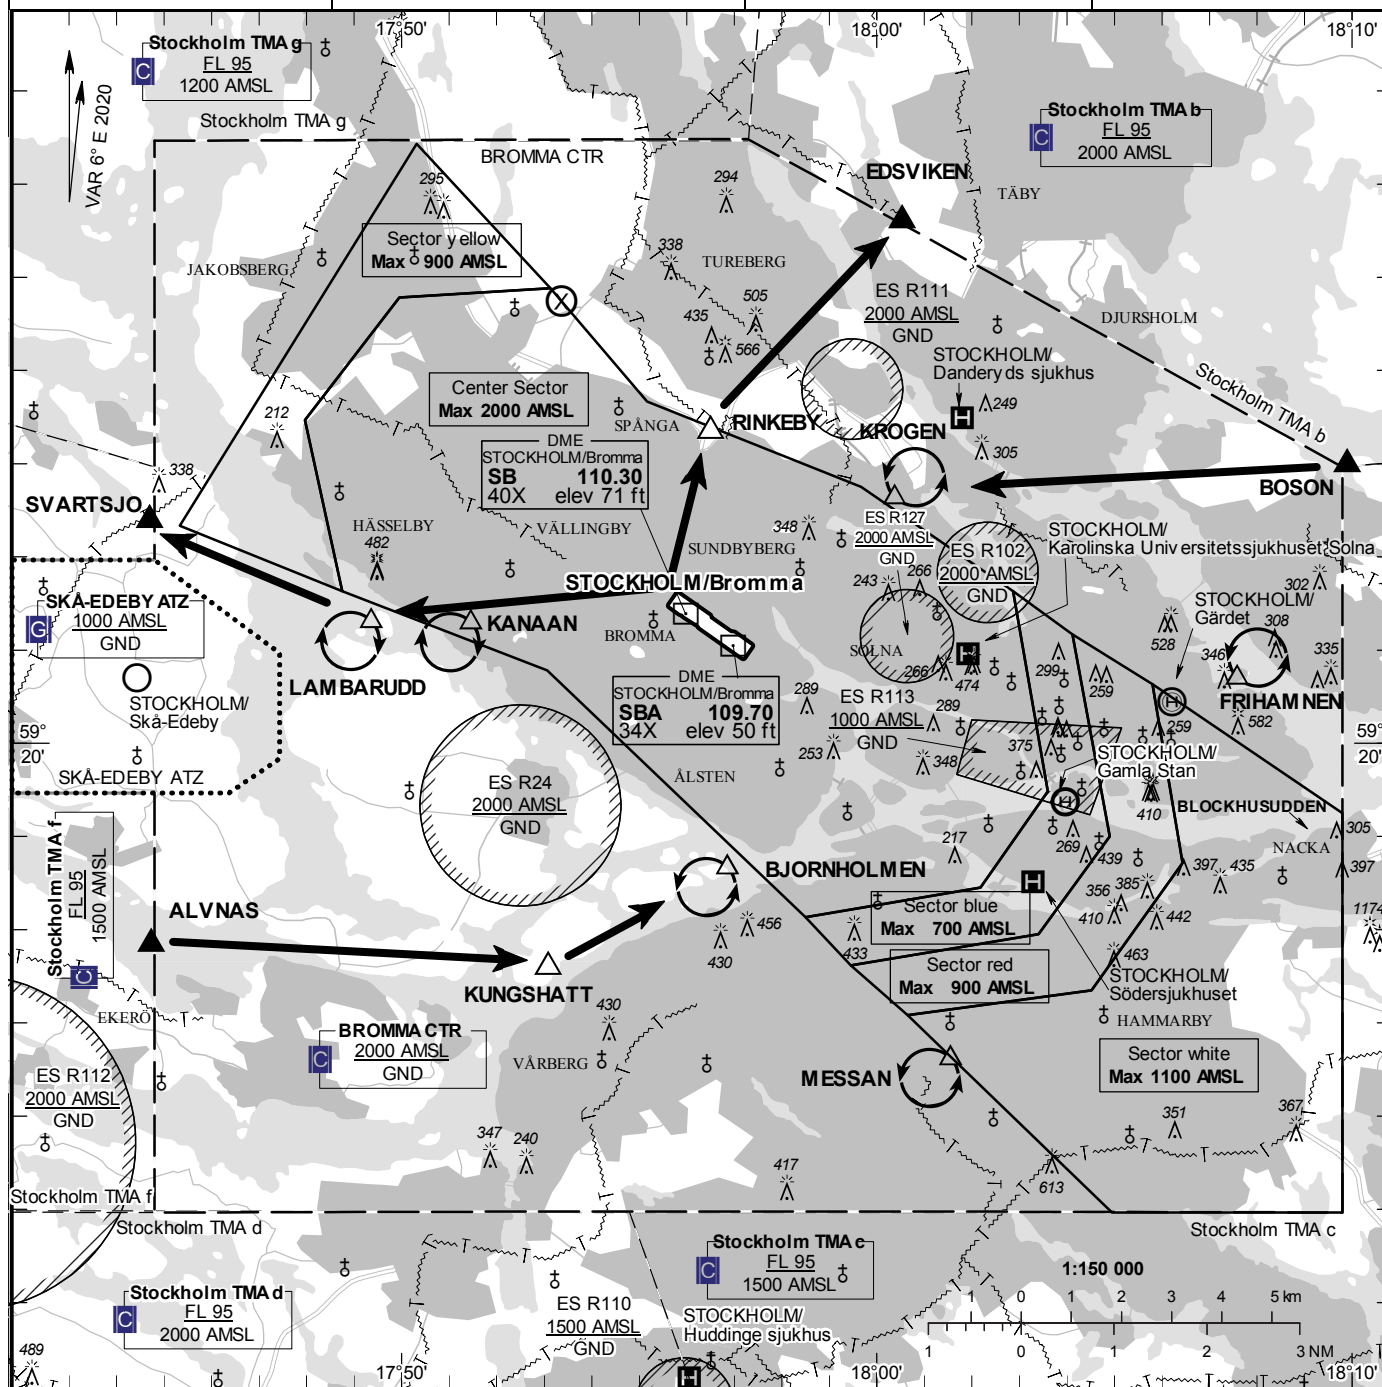 17°50'
18°00'
18°10'
Stockholm TMA g
C
FL 95
1200 AMSL
VAR 6° E 2020
Stockholm TMA g
BROMMA CTR
Stockholm TMA b
C
FL 95
2000 AMSL
EDSVIKEN
TÄBY
295
294
Sector yellow
Max 900 AMSL
JAKOBSBERG
338
TUREBERG
505
435
566
ES R111
2000 AMSL
GND
DJURSHOLM
X
STOCKHOLM/
Danderyds sjukhus
H
249
Stockholm TMA b
Center Sector
Max 2000 AMSL
212
SPÅNGA
RINKEBY
KROGEN
305
DME
STOCKHOLM/Bromma
SB 110.30
40X elev 71 ft
338
SVARTSJO
BOSON
HÄSSELBY
482
VÄLLINGBY
SUNDBYBERG
348
ES R127
2000 AMSL
GND
ES R102
2000 AMSL
GND
STOCKHOLM/
Karolinska Universitetssjukhuset Solna
STOCKHOLM/Bromma
243
266
302
SKÅ-EDEBY ATZ
G
1000 AMSL
GND
STOCKHOLM/
Gärdet
308
KANAAN
BROMMA
SOLNA
H
528
346
335
LAMBARUDD
266
474
299
259
STOCKHOLM/
Skå-Edeby
DME
STOCKHOLM/Bromma
SBA 109.70
34X elev 50 ft
289
ES R113
1000 AMSL
GND
289
H
259
FRIHAMNEN
582
59°
20'
59°
20'
SKÅ-EDEBY ATZ
ÅLSTEN
253
348
375
STOCKHOLM/
Gamla Stan
H
ES R24
2000 AMSL
GND
410
BLOCKHUSUDDEN
305
Stockholm TMA f
FL 95
1500 AMSL
C
217
269
439
NACKA
397
435
397
BJORNHOLMEN
H
356
385
ALVNAS
Sector blue
Max 700 AMSL
410
442
1174
456
430
433
463
Sector red
Max 900 AMSL
STOCKHOLM/
Södersjukhuset
KUNGSHATT
EKERÖ
430
HAMMARBY
BROMMA CTR
C
2000 AMSL
GND
VÅRBERG
MESSAN
Sector white
Max 1100 AMSL
ES R112
2000 AMSL
GND
351
367
347
240
417
613
Stockholm TMA f
Stockholm TMA d
Stockholm TMA c
Stockholm TMA c
C
FL 95
1500 AMSL
1:150 000
1 0 1 2 3 4 5 km
1 0 1 2 3 NM
Stockholm TMA d
C
FL 95
2000 AMSL
ES R110
1500 AMSL
GND
STOCKHOLM/
Huddinge sjukhus
H
489
17°50'
18°00'
18°10'